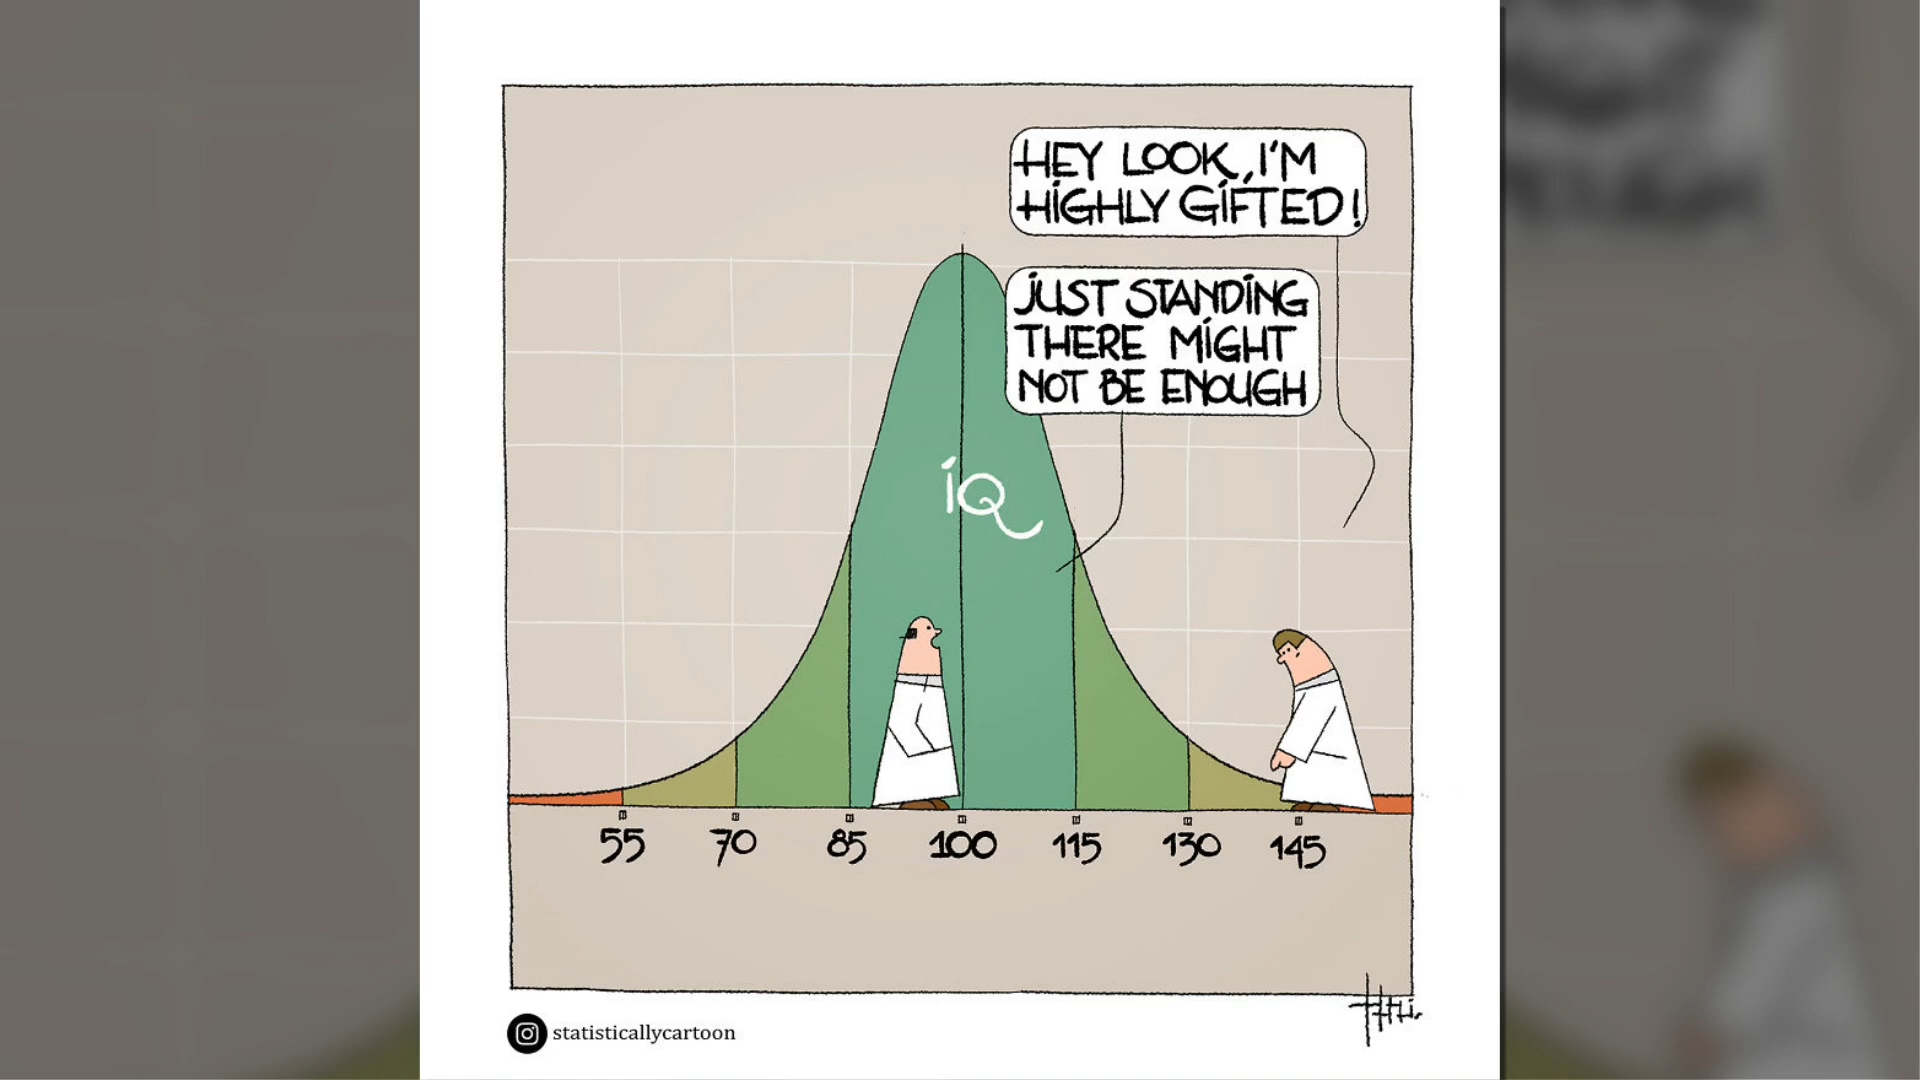 HEY LOOK, I'M
HIGHLY GIFTED!
JUST STANDING
THERE MIGHT
NOT BE ENOUGH
IQ
55 70 85 100 115 130 145
statisticallycartoon